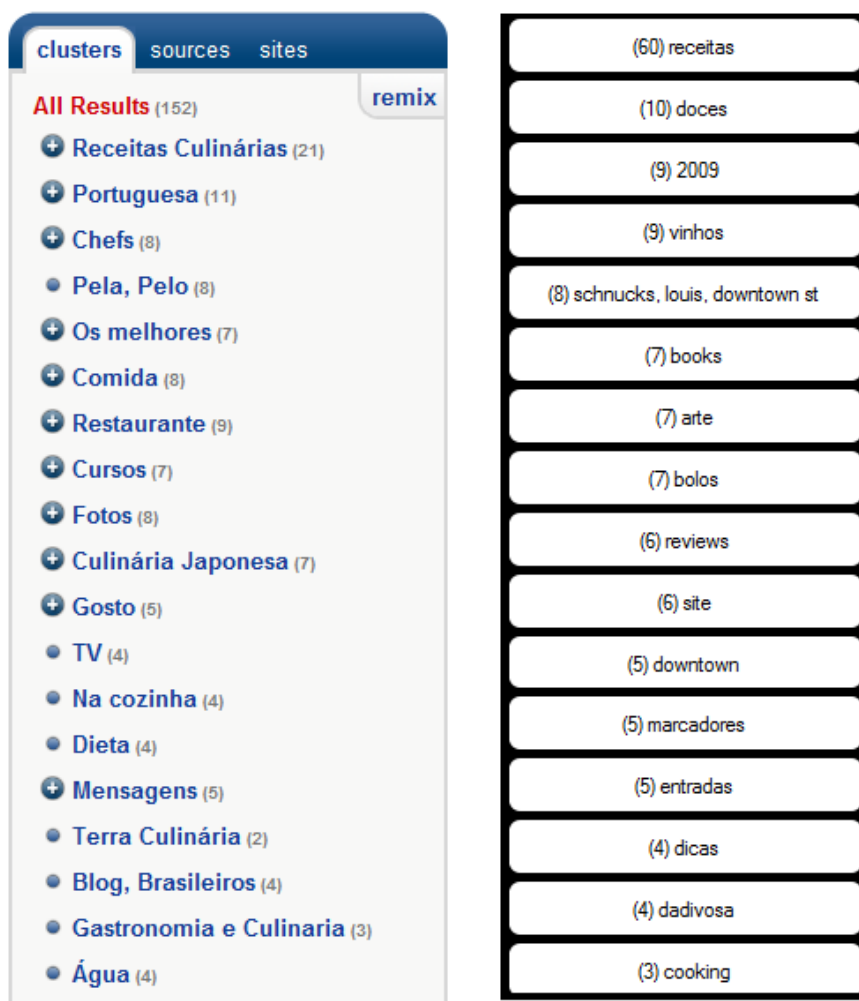 clusters sources sites
remix
All Results (152)
Receitas Culinárias (21)
Portuguesa (11)
Chefs (8)
Pela, Pelo (8)
Os melhores (7)
Comida (8)
Restaurante (9)
Cursos (7)
Fotos (8)
Culinária Japonesa (7)
Gosto (5)
TV (4)
Na cozinha (4)
Dieta (4)
Mensagens (5)
Terra Culinária (2)
Blog, Brasileiros (4)
Gastronomia e Culinaria (3)
Água (4)
(60) receitas
(10) doces
(9) 2009
(9) vinhos
(8) schnucks, louis, downtown st
(7) books
(7) arte
(7) bolos
(6) reviews
(6) site
(5) downtown
(5) marcadores
(5) entradas
(4) dicas
(4) dadivosa
(3) cooking